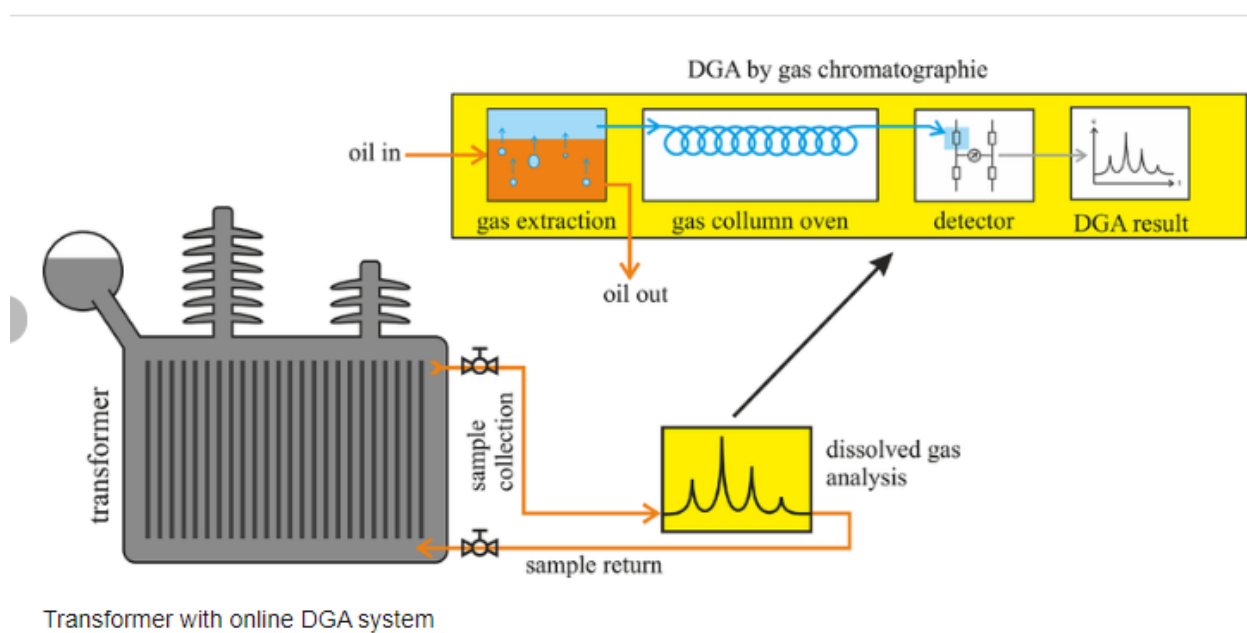 DGA by gas chromatographie
oil in
gas extraction
gas collumn oven
detector
DGA result
oil out
transformer
sample
collection
dissolved gas
analysis
sample return
Transformer with online DGA system